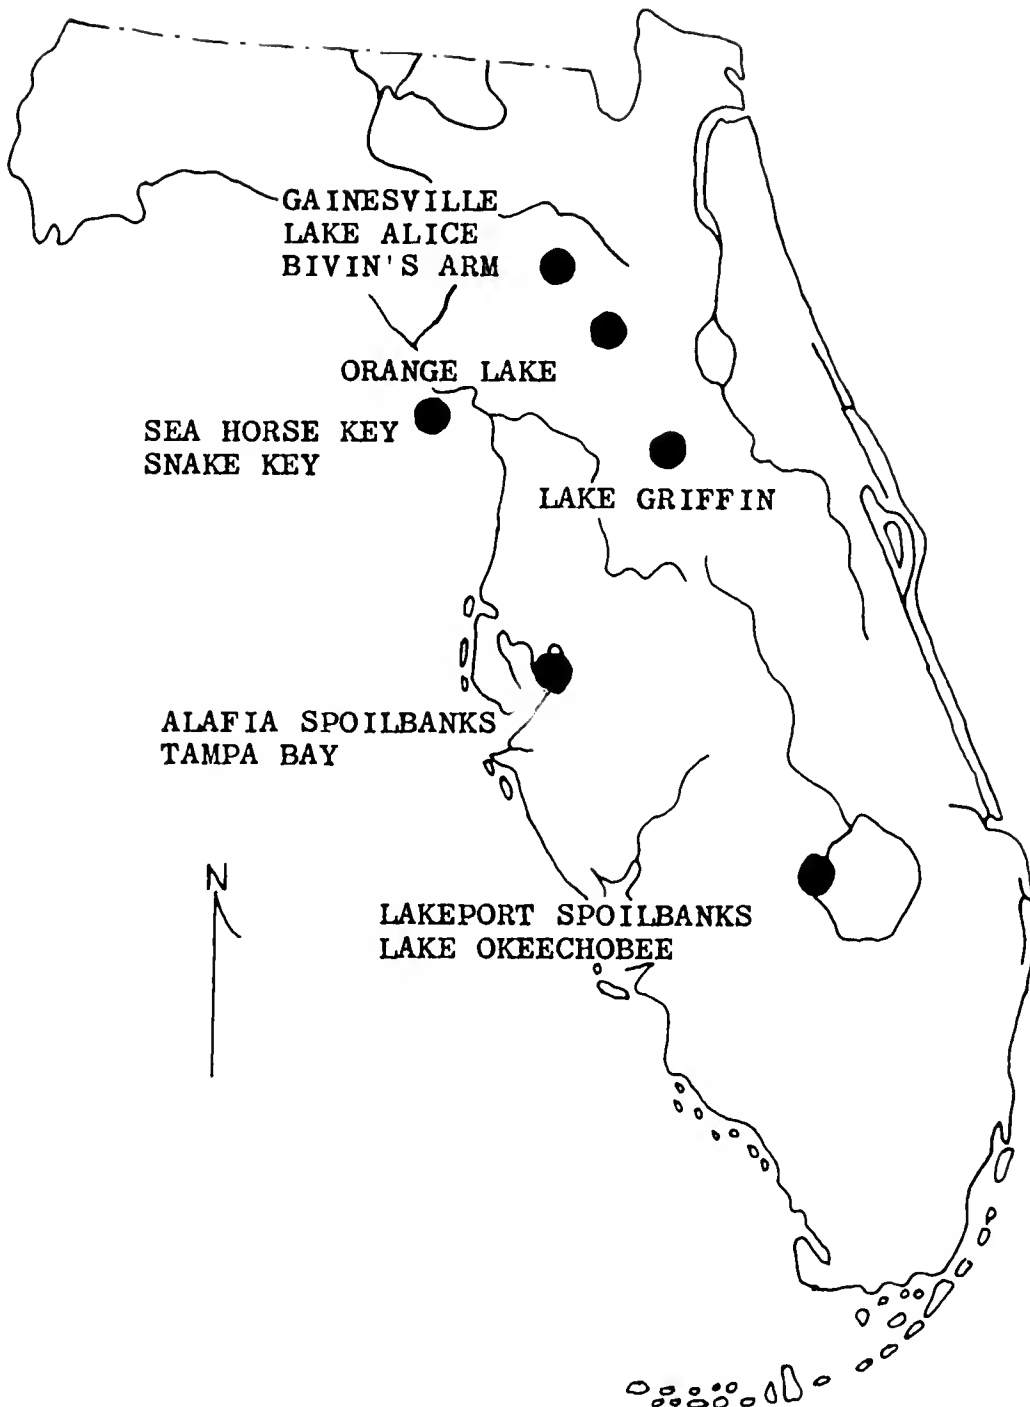 GAINESVILLE
LAKE ALICE
BIVIN'S ARM
ORANGE LAKE
SEA HORSE KEY
SNAKE KEY
LAKE GRIFFIN
ALAFIA SPOILBANKS
TAMPA BAY
N
LAKEPORT SPOILBANKS
LAKE OKEECHOBEE